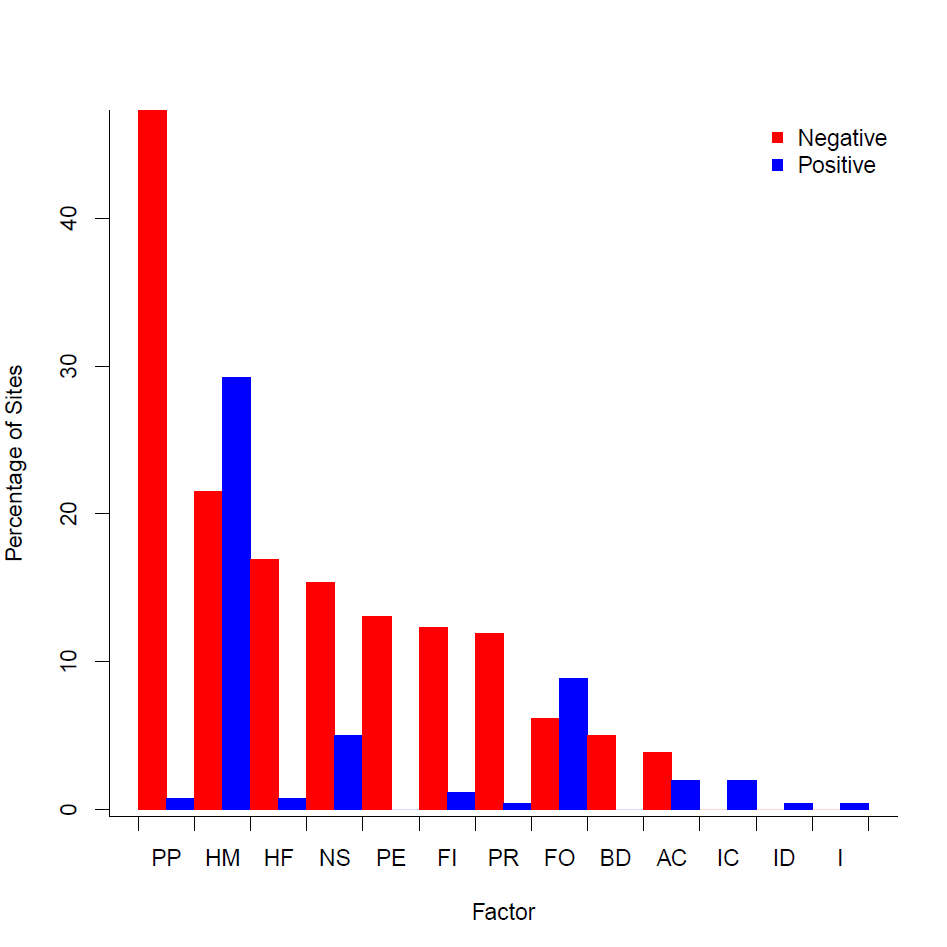 Negative
Positive
40
30
20
10
0
Percentage of Sites
PP HM HF NS PE FI PR FO BD AC IC ID I
Factor